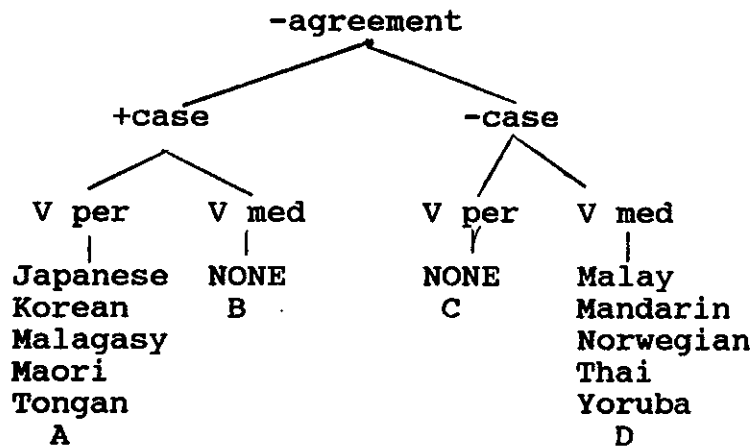 -agreement
+case -case
V per V med V per V med
Japanese NONE NONE Malay
Korean B C Mandarin
Malagasy Norwegian
Maori Thai
Tongan Yoruba
A D